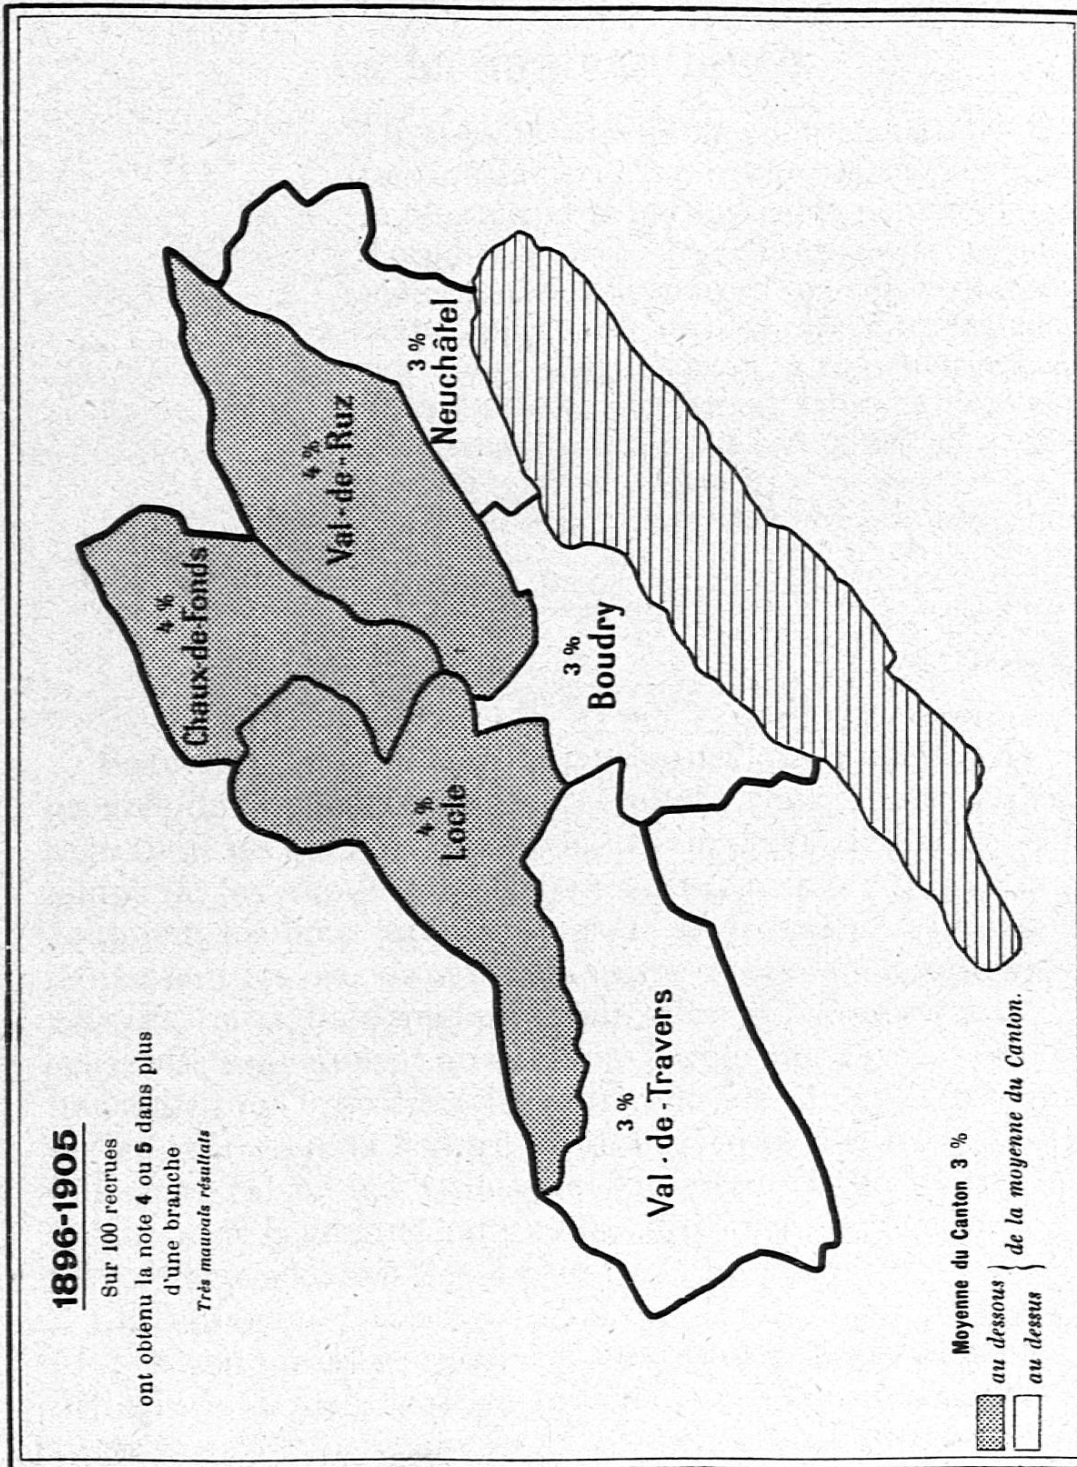 1896-1905
Sur 100 recrues
ont obtenu la note 4 ou 5 dans plus
d'une branche
Très mauvais résultats
4 %
Chaux-de-Fonds
4 %
Val-de-Ruz
3 %
Neuchâtel
4 %
Locle
3 %
Boudry
3 %
Val-de-Travers
Moyenne du Canton 3 %
au dessous
au dessus
de la moyenne du Canton.